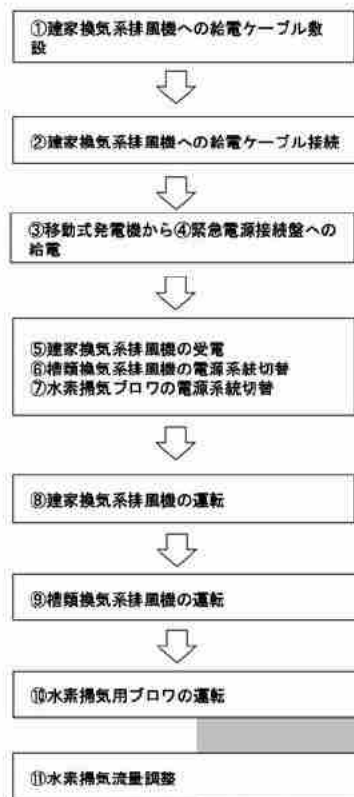 ①建家換気系排風機への給電ケーブル敷
設
②建家換気系排風機への給電ケーブル接続
③移動式発電機から④緊急電源接続盤への
給電
⑤建家換気系排風機の受電
⑥槽類換気系排風機の電源系統切替
⑦水素掃気ブロワの電源系統切替
⑧建家換気系排風機の運転
⑨槽類換気系排風機の運転
⑩水素掃気用ブロワの運転
⑪水素掃気流量調整